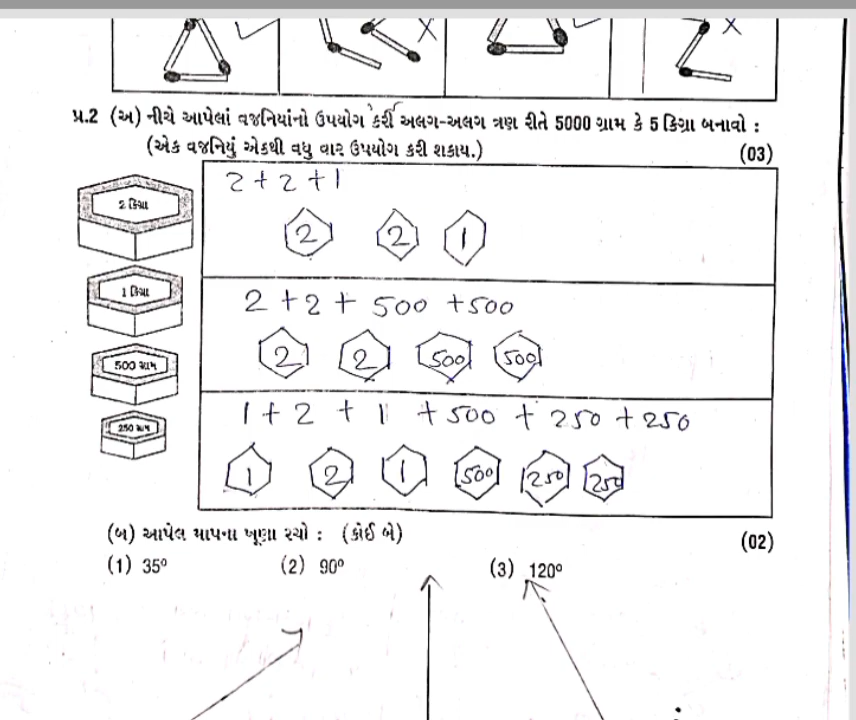 પ્ર.2 (અ) નીચે આપેલાં વજનિયાંનો ઉપયોગ કરી અલગ-અલગ ત્રણ રીતે 5000 ગ્રામ કે 5 કિગ્રા બનાવો :
(એક વજનિયું એકથી વધુ વાર ઉપયોગ કરી શકાય.) (03)
2 કિગ્રા
2 + 2 + 1
2 2 1
1 કિગ્રા
2 + 2 + 500 + 500
2 2 500 500
500 ગ્રામ
1 + 2 + 1 + 500 + 250 + 250
250 ગ્રામ
1 2 1 500 250 250
(બ) આપેલ માપના ખૂણા રચો : (કોઈ બે) (02)
(1) 35° (2) 90° (3) 120°